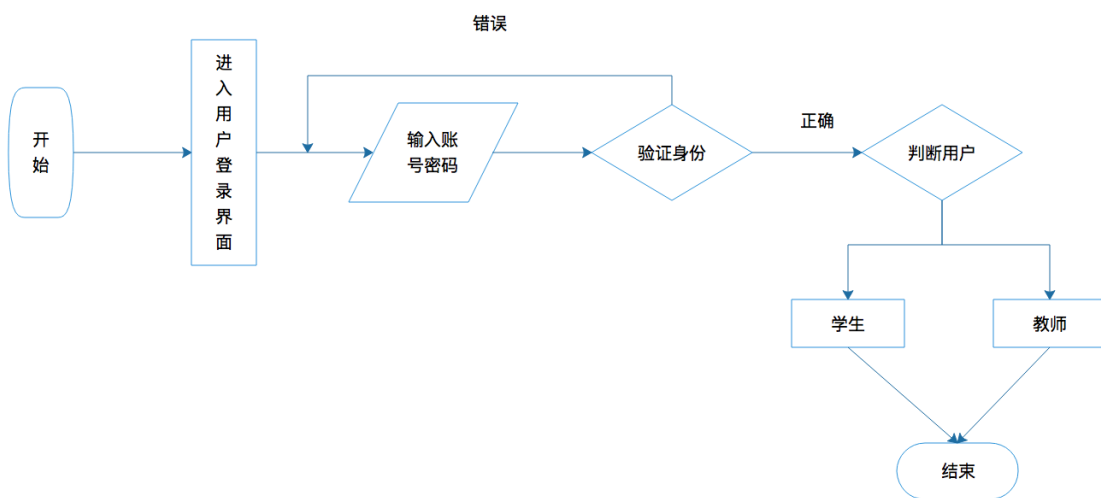 错误
开
始
进
入
用
户
登
录
界
面
输入账
号密码
验证身份
正确
判断用户
学生
教师
结束